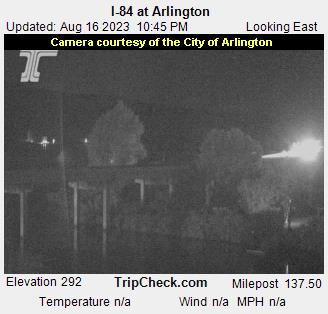 I-84 at Arlington
Updated: Aug 16 2023 10:45 PM Looking East
Camera courtesy of the City of Arlington
Elevation 292 TripCheck.com Milepost 137.50
Temperature n/a Wind n/a MPH n/a